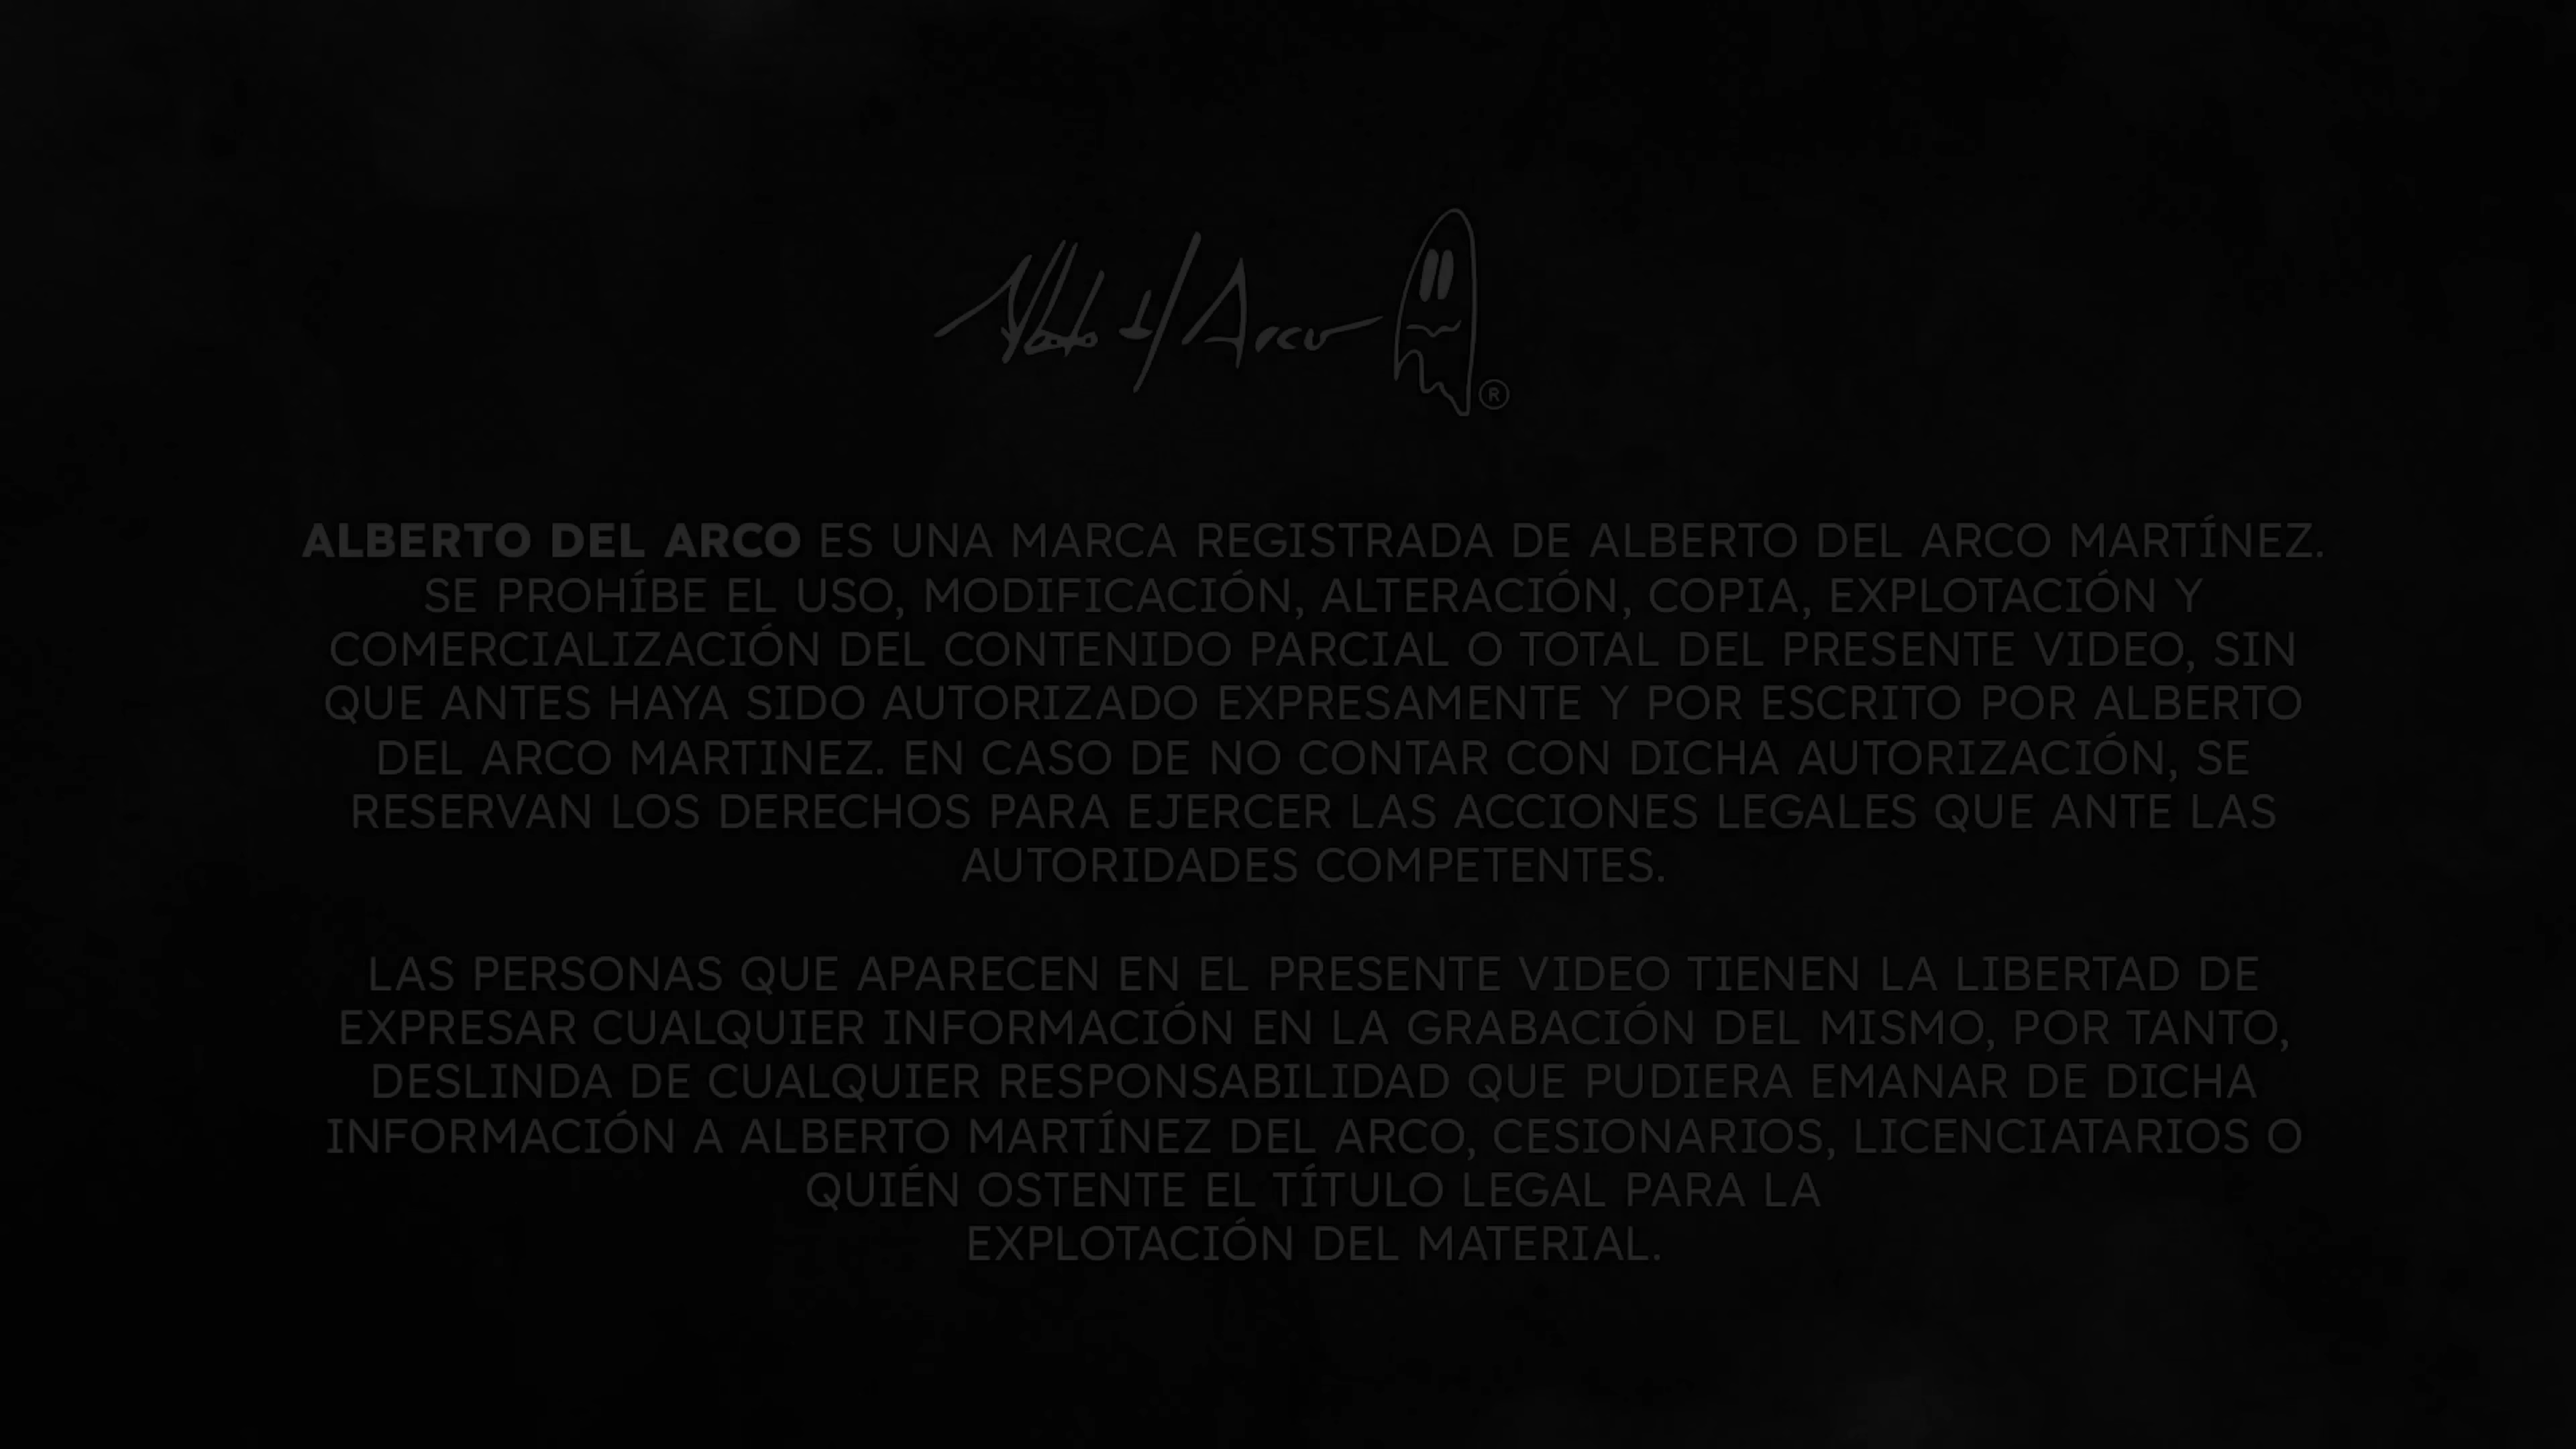 Alberto del Arco ®
ALBERTO DEL ARCO ES UNA MARCA REGISTRADA DE ALBERTO DEL ARCO MARTÍNEZ.
SE PROHÍBE EL USO, MODIFICACIÓN, ALTERACIÓN, COPIA, EXPLOTACIÓN Y
COMERCIALIZACIÓN DEL CONTENIDO PARCIAL O TOTAL DEL PRESENTE VIDEO, SIN
QUE ANTES HAYA SIDO AUTORIZADO EXPRESAMENTE Y POR ESCRITO POR ALBERTO
DEL ARCO MARTINEZ. EN CASO DE NO CONTAR CON DICHA AUTORIZACIÓN, SE
RESERVAN LOS DERECHOS PARA EJERCER LAS ACCIONES LEGALES QUE ANTE LAS
AUTORIDADES COMPETENTES.
LAS PERSONAS QUE APARECEN EN EL PRESENTE VIDEO TIENEN LA LIBERTAD DE
EXPRESAR CUALQUIER INFORMACIÓN EN LA GRABACIÓN DEL MISMO, POR TANTO,
DESLINDA DE CUALQUIER RESPONSABILIDAD QUE PUDIERA EMANAR DE DICHA
INFORMACIÓN A ALBERTO MARTÍNEZ DEL ARCO, CESIONARIOS, LICENCIATARIOS O
QUIÉN OSTENTE EL TÍTULO LEGAL PARA LA
EXPLOTACIÓN DEL MATERIAL.